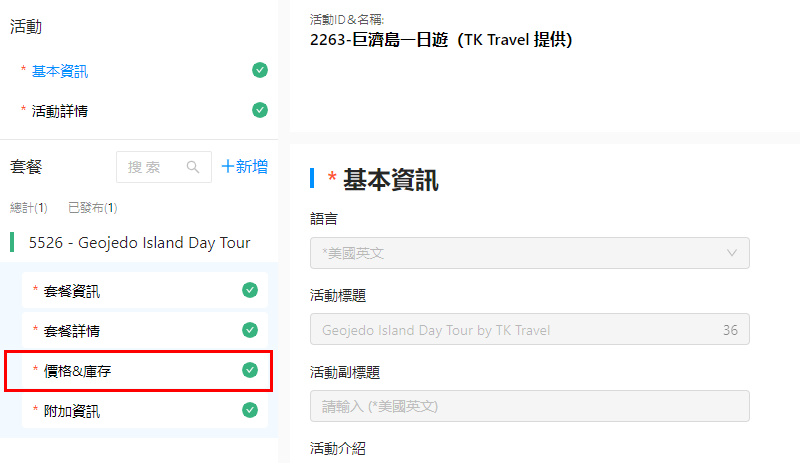 活動
* 基本資訊
* 活動詳情
套餐
搜索
+新增
總計(1) 已發布(1)
5526 - Geojedo Island Day Tour
* 套餐資訊
* 套餐詳情
* 價格&庫存
* 附加資訊
活動ID＆名稱:
2263-巨濟島一日遊（TK Travel 提供）
* 基本資訊
語言
*美國英文
活動標題
Geojedo Island Day Tour by TK Travel 36
活動副標題
請輸入 (*美國英文)
活動介紹